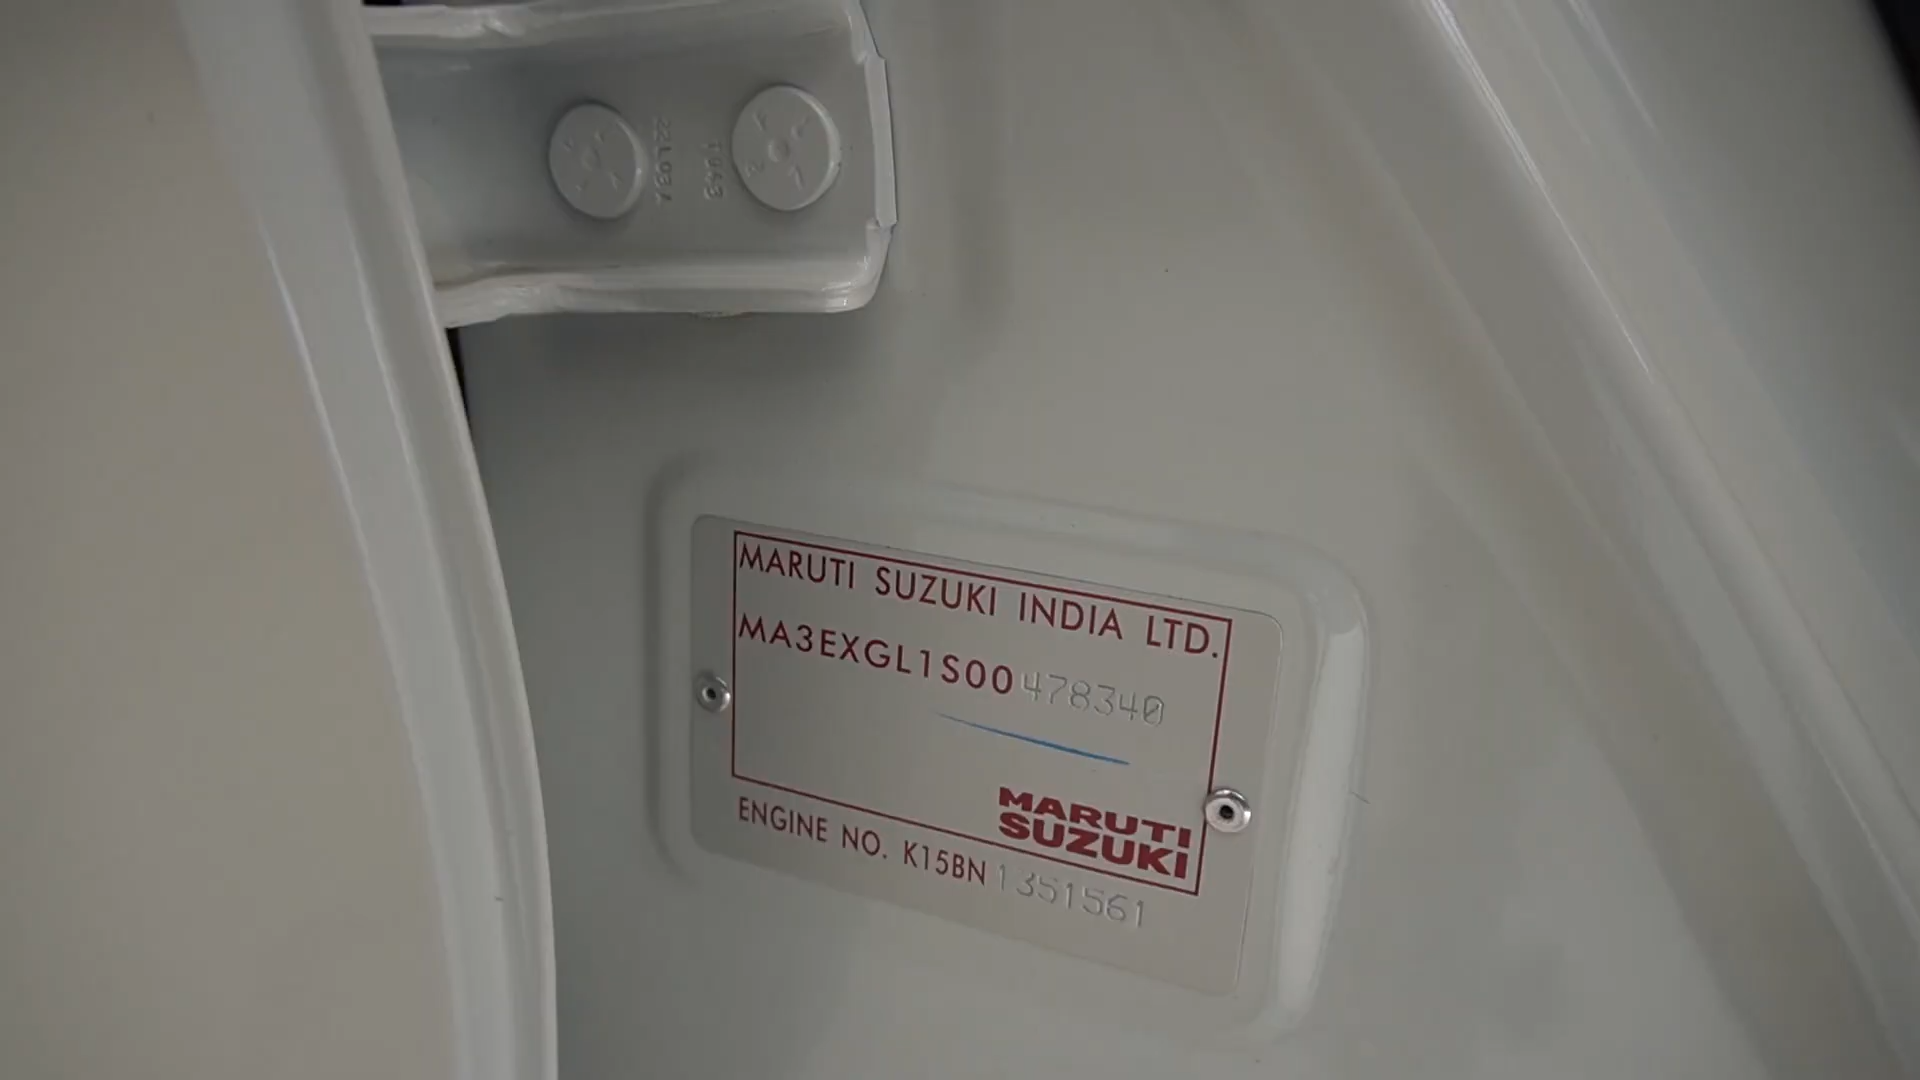 MARUTI SUZUKI INDIA LTD.
MA3EXGL1S00478340
MARUTI
SUZUKI
ENGINE NO. K15BN1351561